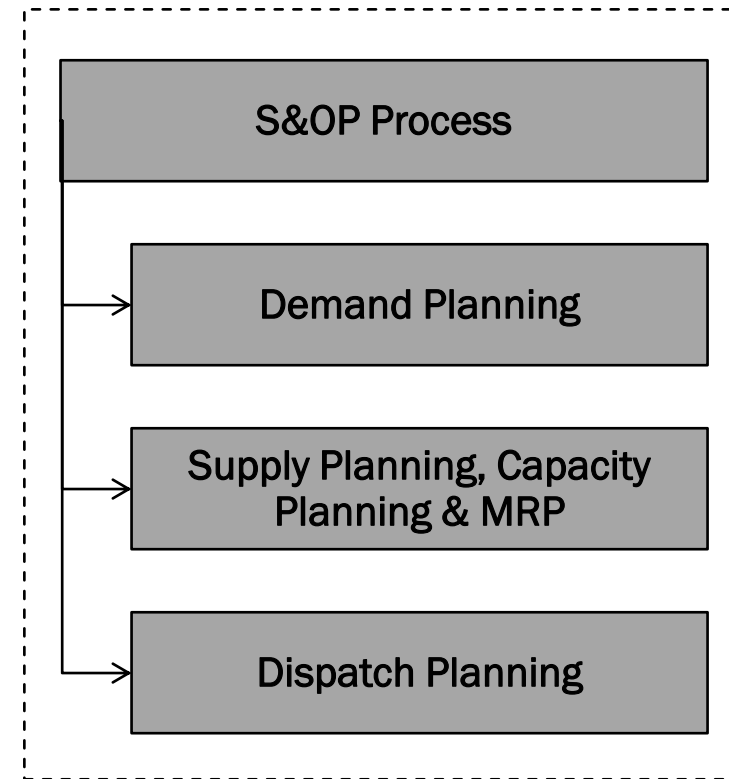 S&OP Process
Demand Planning
Supply Planning, Capacity
Planning & MRP
Dispatch Planning